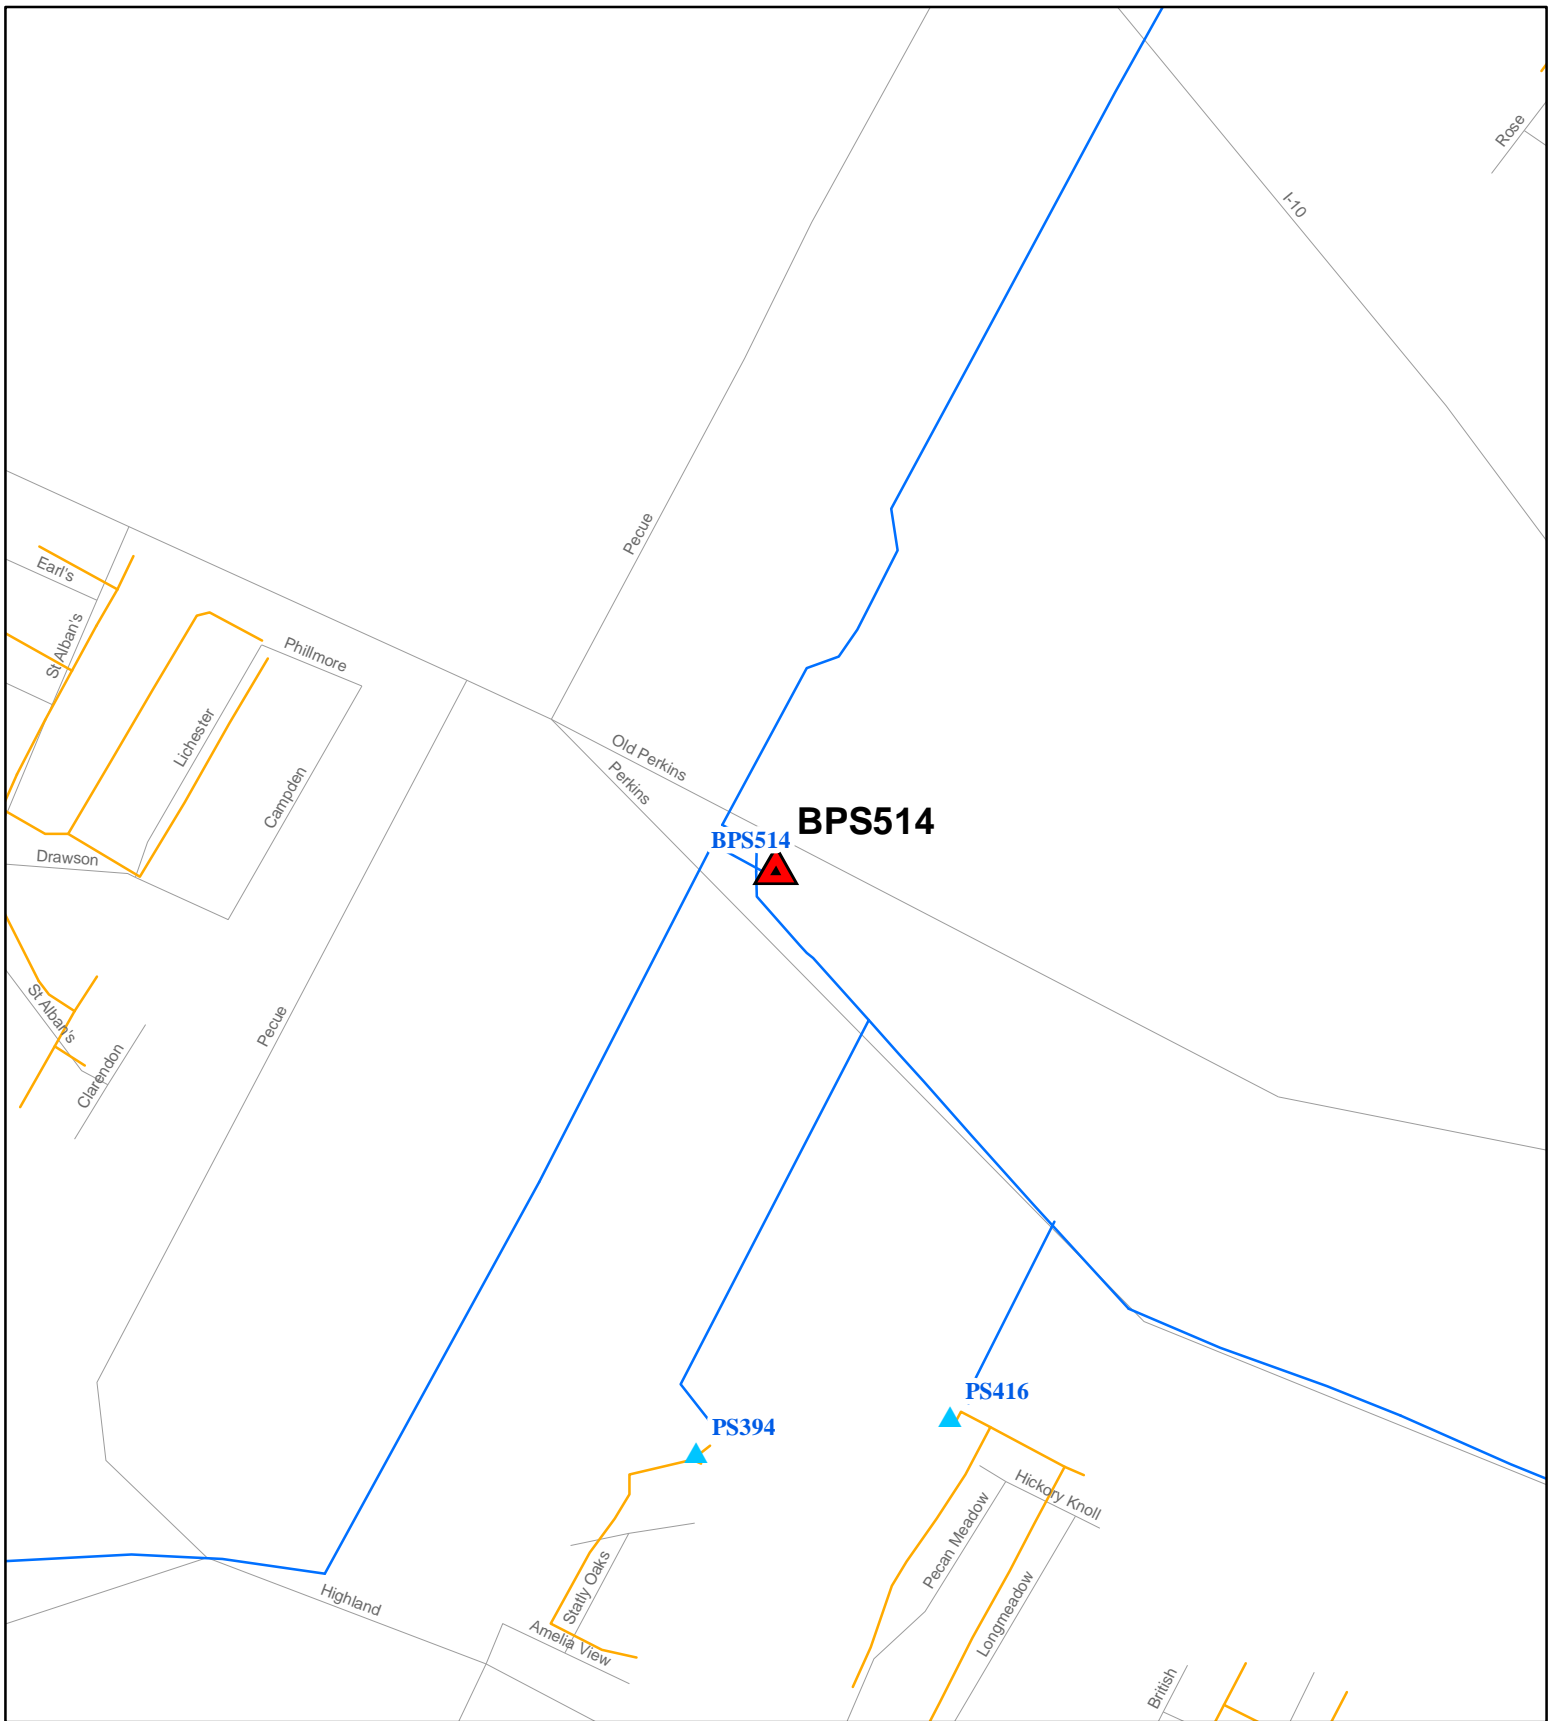 Rose
I-10
Pecue
Earl's
St Alban's
Phillmore
Lichester
Campden
Old Perkins
Perkins
BPS514
BPS514
Drawson
St Alban's
Pecue
Clarendon
PS416
PS394
Hickory Knoll
Pecan Meadow
Statly Oaks
Longmeadow
Highland
Amelia View
British